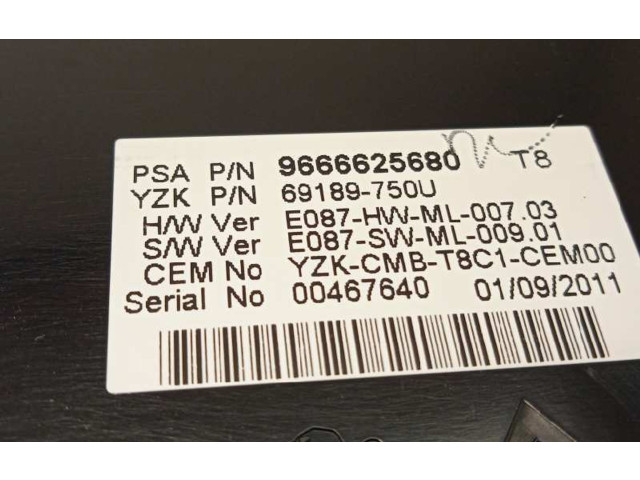 PSA P/N 9666625680 T8
YZK P/N 69189-750U
H/W Ver E087-HW-ML-007.03
S/W Ver E087-SW-ML-009.01
CEM No YZK-CMB-T8C1-CEM00
Serial No 00467640 01/09/2011